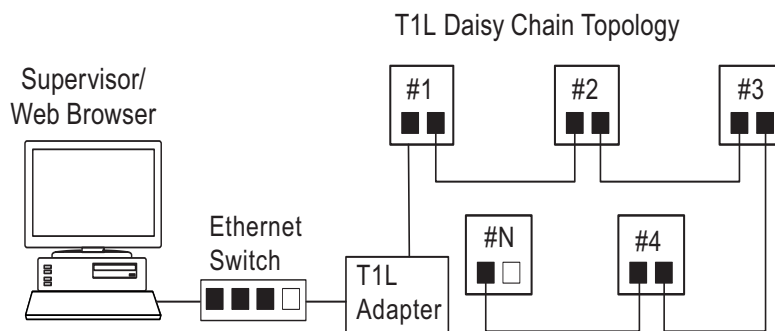 T1L Daisy Chain Topology
Supervisor/
Web Browser
#1
#2
#3
Ethernet
Switch
T1L
Adapter
#N
#4